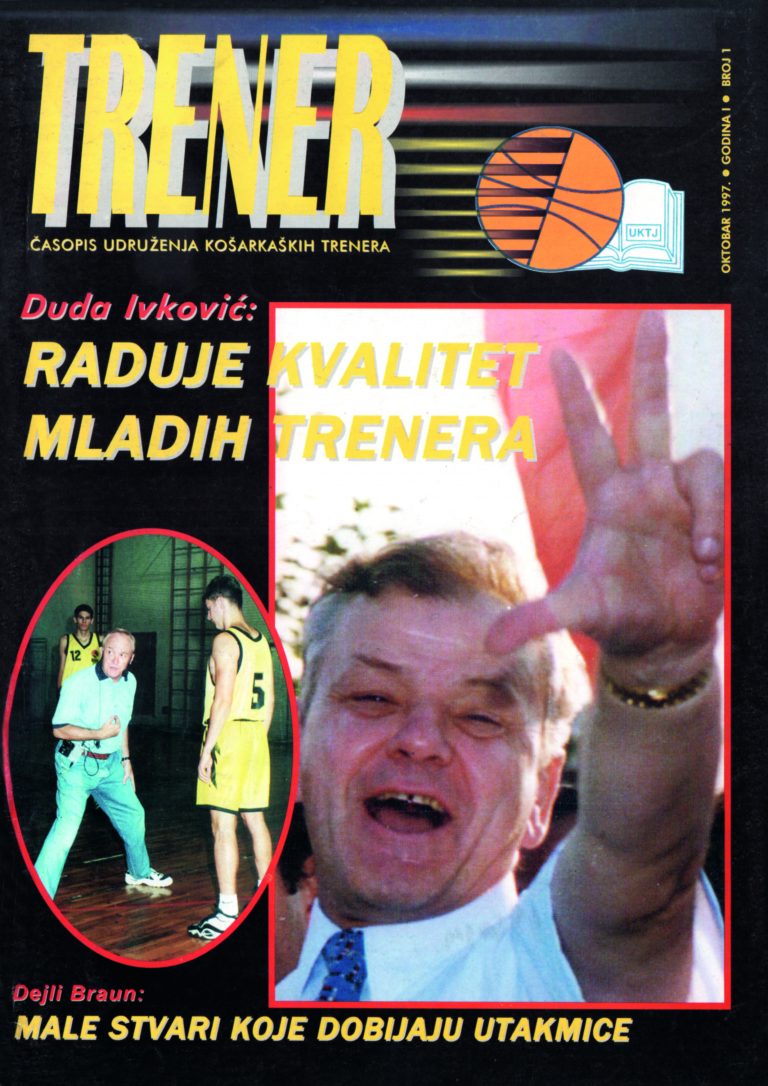 TRENER
ČASOPIS UDRUŽENJA KOŠARKAŠKIH TRENERA
UKTJ
OKTOBAR 1997. ● GODINA I ● BROJ 1
Duda Ivković:
RADUJE KVALITET
MLADIH TRENERA
12
5
Dejli Braun:
MALE STVARI KOJE DOBIJAJU UTAKMICE